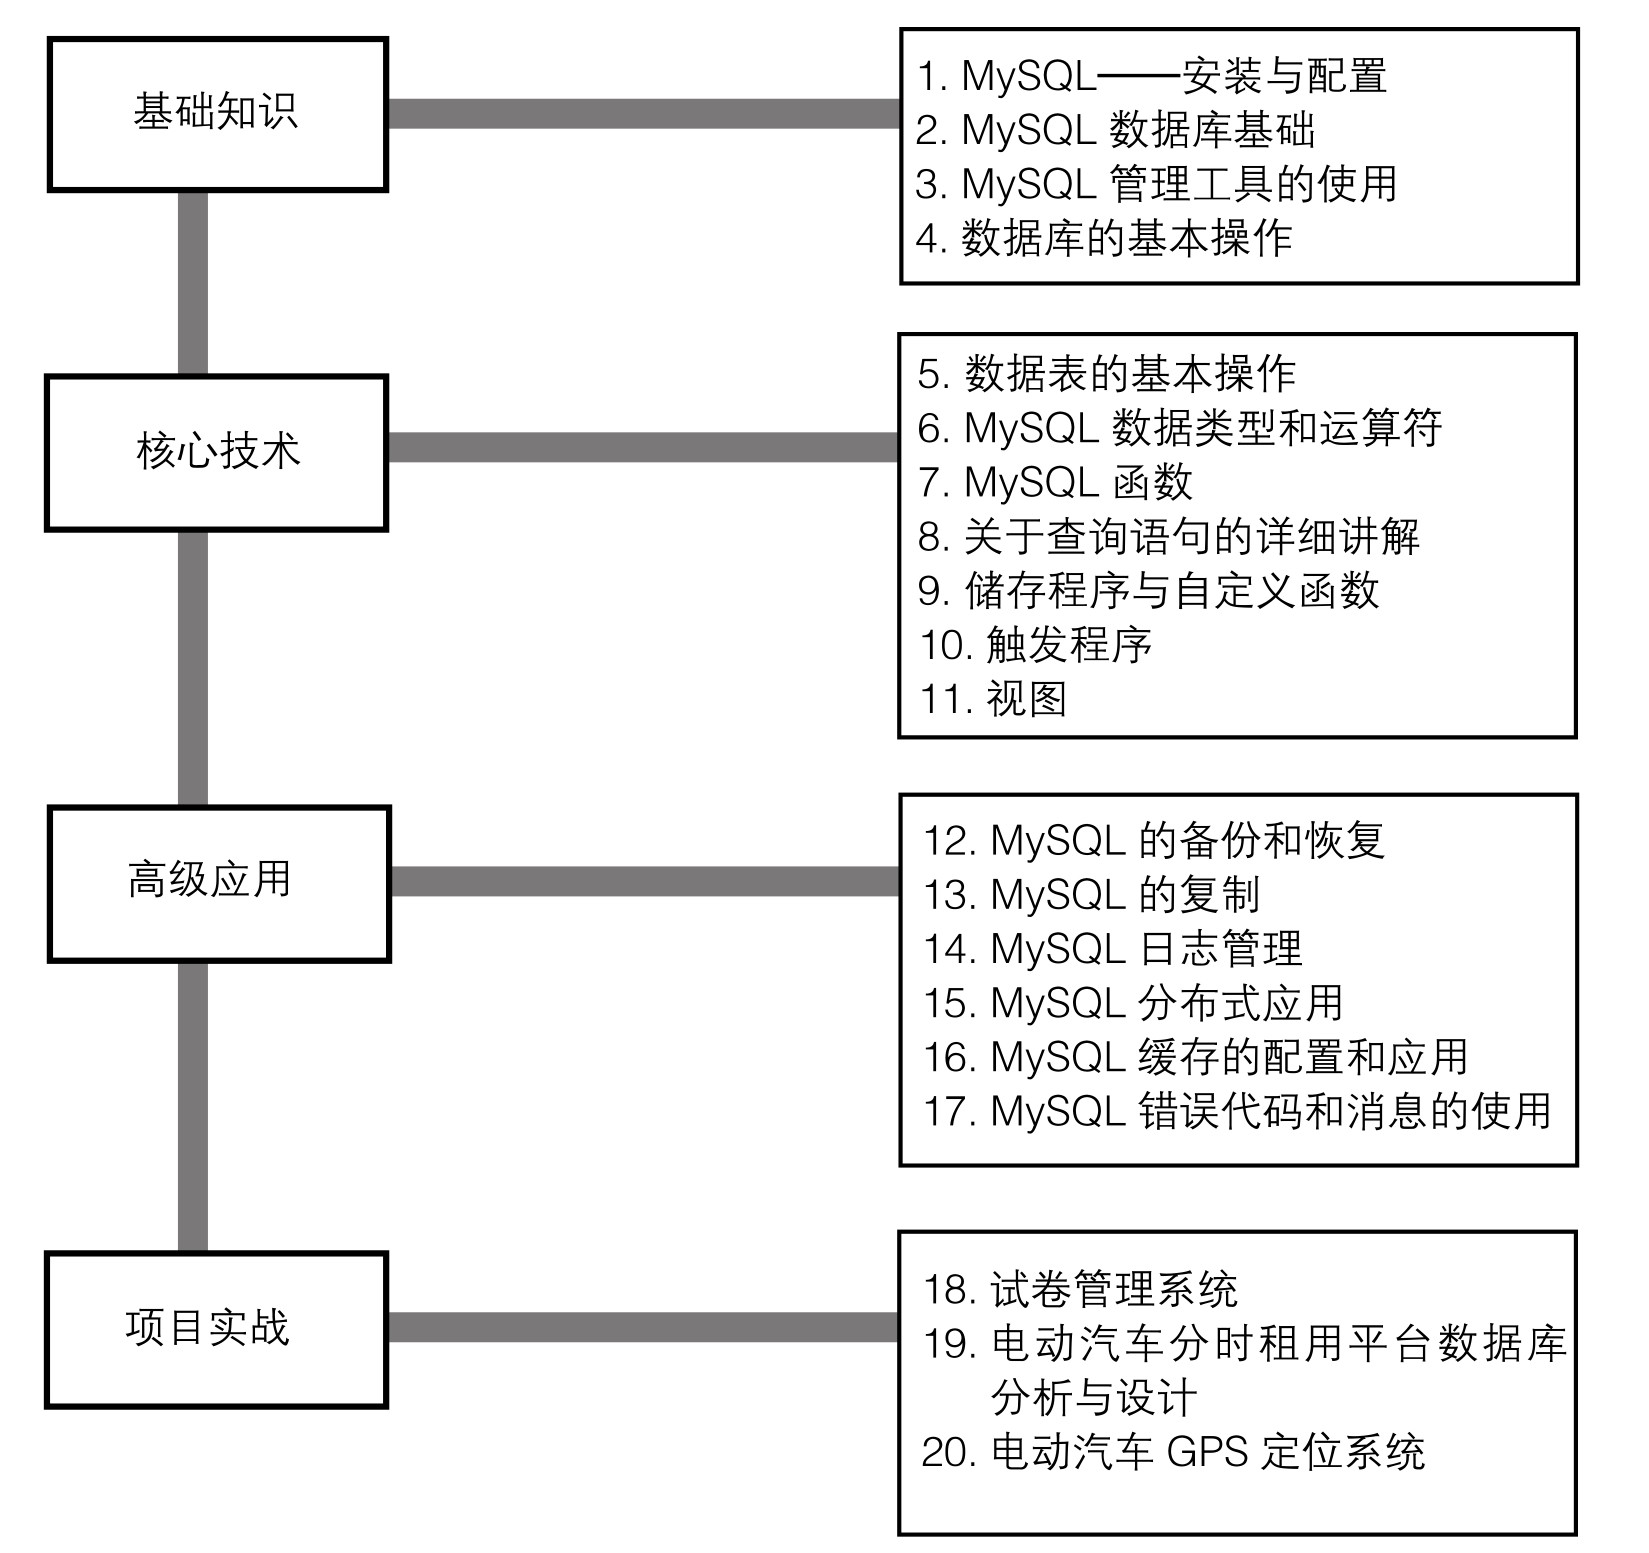 基础知识
1. MySQL——安装与配置
2. MySQL 数据库基础
3. MySQL 管理工具的使用
4. 数据库的基本操作
核心技术
5. 数据表的基本操作
6. MySQL 数据类型和运算符
7. MySQL 函数
8. 关于查询语句的详细讲解
9. 储存程序与自定义函数
10. 触发程序
11. 视图
高级应用
12. MySQL 的备份和恢复
13. MySQL 的复制
14. MySQL 日志管理
15. MySQL 分布式应用
16. MySQL 缓存的配置和应用
17. MySQL 错误代码和消息的使用
项目实战
18. 试卷管理系统
19. 电动汽车分时租用平台数据库
分析与设计
20. 电动汽车 GPS 定位系统